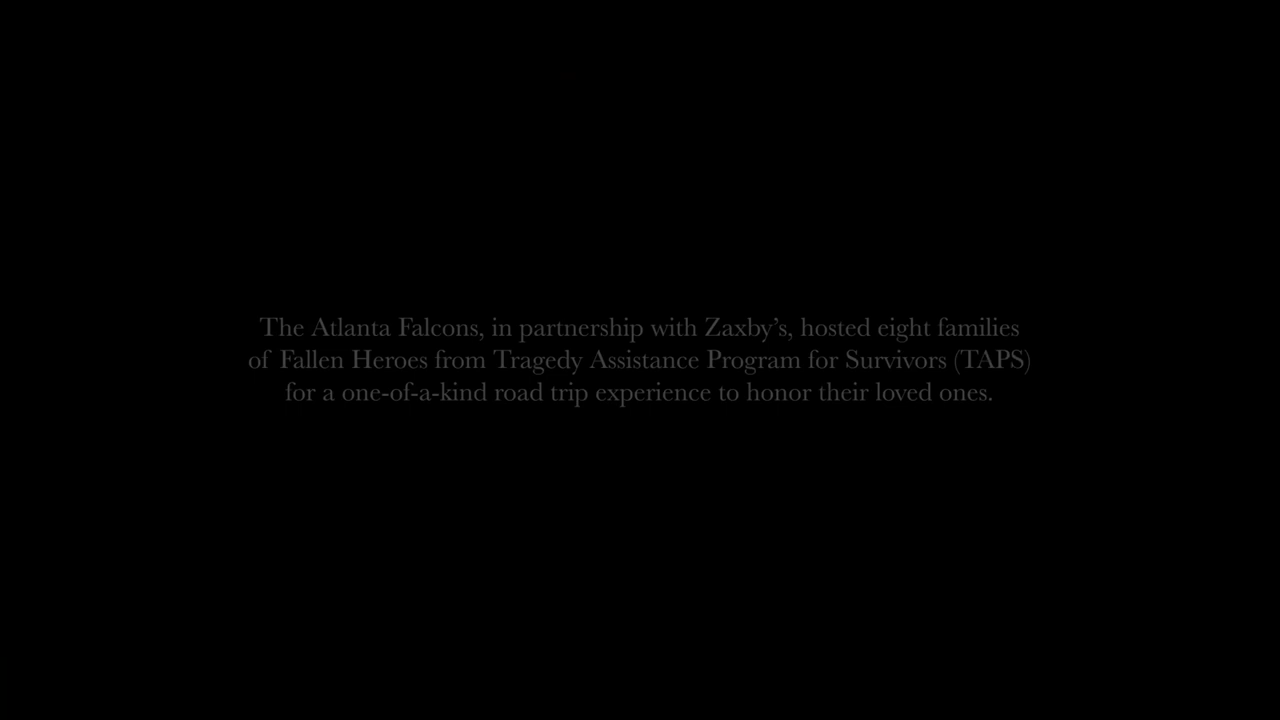 The Atlanta Falcons, in partnership with Zaxby’s, hosted eight families
of Fallen Heroes from Tragedy Assistance Program for Survivors (TAPS)
for a one-of-a-kind road trip experience to honor their loved ones.